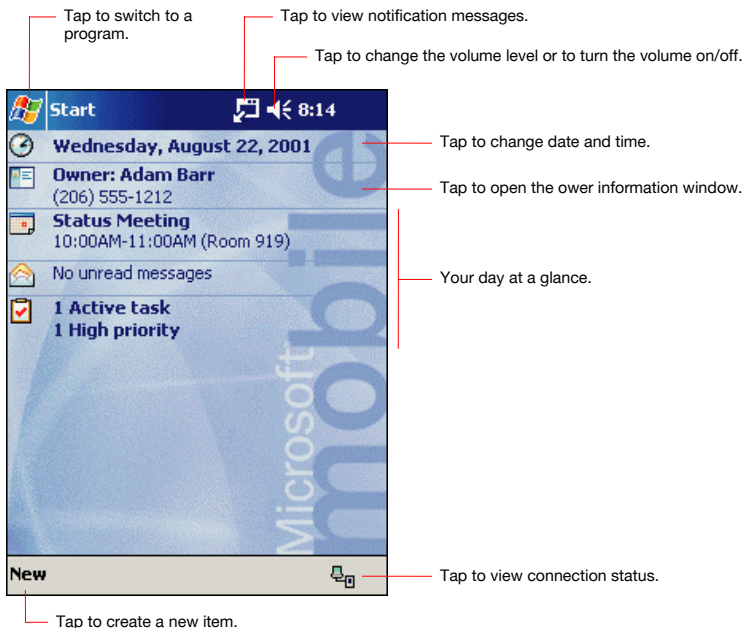 Tap to switch to a
program.
Tap to view notification messages.
Tap to change the volume level or to turn the volume on/off.
Start 8:14
Wednesday, August 22, 2001
Tap to change date and time.
Owner: Adam Barr
(206) 555-1212
Tap to open the ower information window.
Status Meeting
10:00AM-11:00AM (Room 919)
No unread messages
Your day at a glance.
1 Active task
1 High priority
Microsoft
mobile
New
Tap to view connection status.
Tap to create a new item.